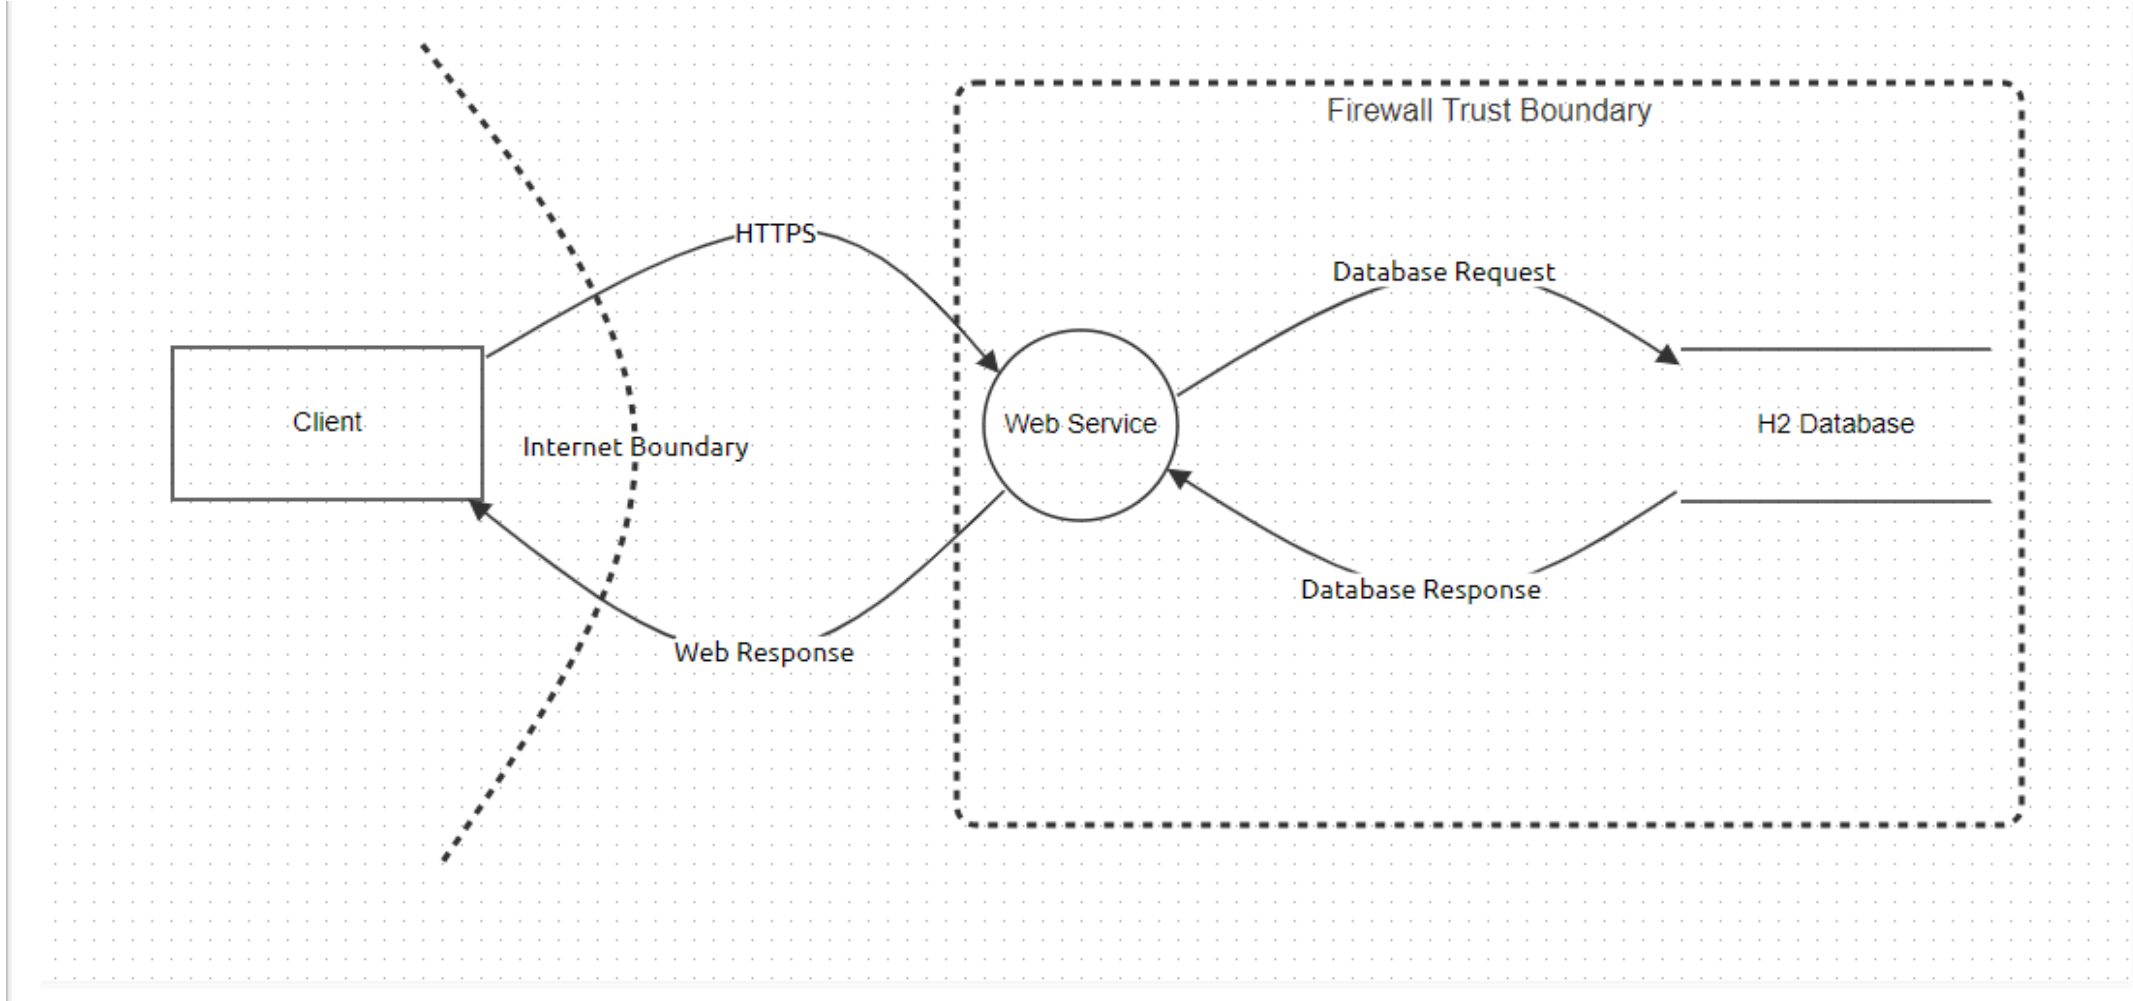 Firewall Trust Boundary
HTTPS
Database Request
Client
Internet Boundary
Web Service
H2 Database
Database Response
Web Response